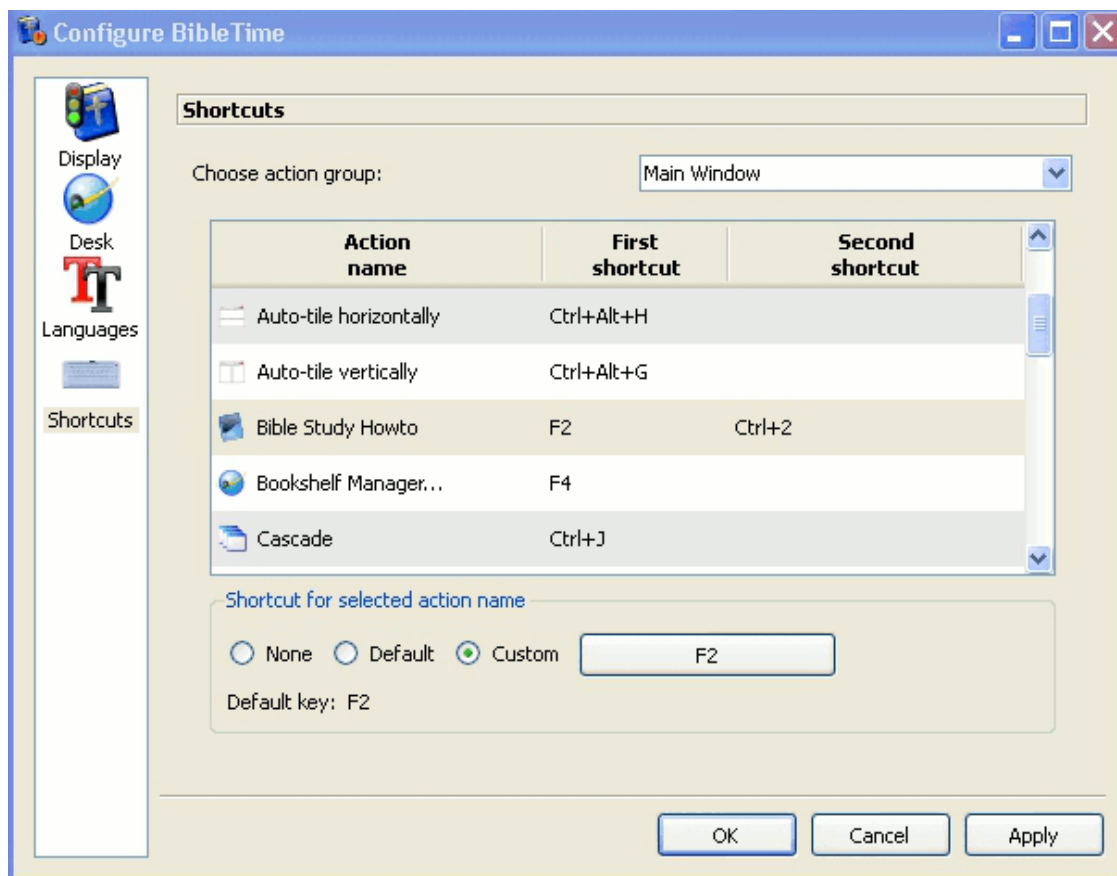 Configure BibleTime
Display
Desk
Languages
Shortcuts
Shortcuts
Choose action group: Main Window
Action name First shortcut Second shortcut
Auto-tile horizontally Ctrl+Alt+H
Auto-tile vertically Ctrl+Alt+G
Bible Study Howto F2 Ctrl+2
Bookshelf Manager... F4
Cascade Ctrl+J
Shortcut for selected action name
None Default Custom F2
Default key: F2
OK Cancel Apply